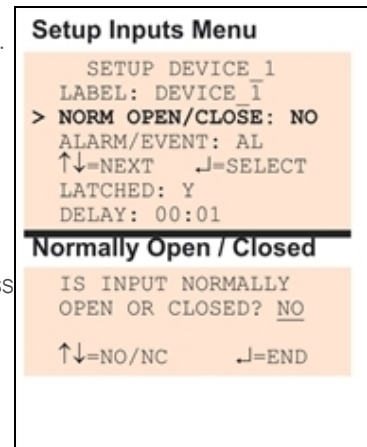 Setup Inputs Menu
.
SETUP DEVICE_1
LABEL: DEVICE_1
> NORM OPEN/CLOSE: NO
ALARM/EVENT: AL
↑↓=NEXT ↲=SELECT
LATCHED: Y
DELAY: 00:01
Normally Open / Closed
ss
IS INPUT NORMALLY
OPEN OR CLOSED? NO
↑↓=NO/NC ↲=END